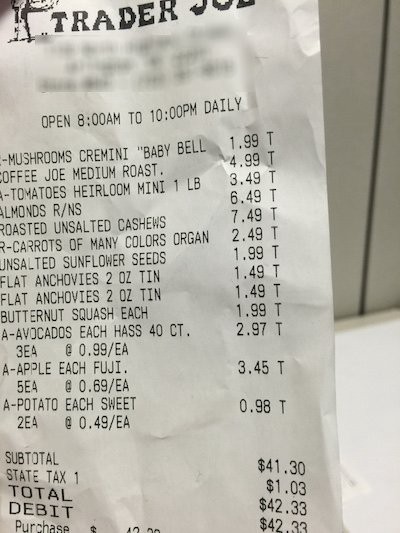 TRADER JOE
OPEN 8:00AM TO 10:00PM DAILY
-MUSHROOMS CREMINI "BABY BELL 1.99 T
COFFEE JOE MEDIUM ROAST. 4.99 T
A-TOMATOES HEIRLOOM MINI 1 LB 3.49 T
ALMONDS R/NS 6.49 T
ROASTED UNSALTED CASHEWS 7.49 T
R-CARROTS OF MANY COLORS ORGAN 2.49 T
UNSALTED SUNFLOWER SEEDS 1.99 T
FLAT ANCHOVIES 2 OZ TIN 1.49 T
FLAT ANCHOVIES 2 OZ TIN 1.49 T
BUTTERNUT SQUASH EACH 1.99 T
A-AVOCADOS EACH HASS 40 CT. 2.97 T
3EA @ 0.99/EA
A-APPLE EACH FUJI. 3.45 T
5EA @ 0.69/EA
A-POTATO EACH SWEET 0.98 T
2EA @ 0.49/EA
SUBTOTAL $41.30
STATE TAX 1 $1.03
TOTAL $42.33
DEBIT $42.33
Purchase $